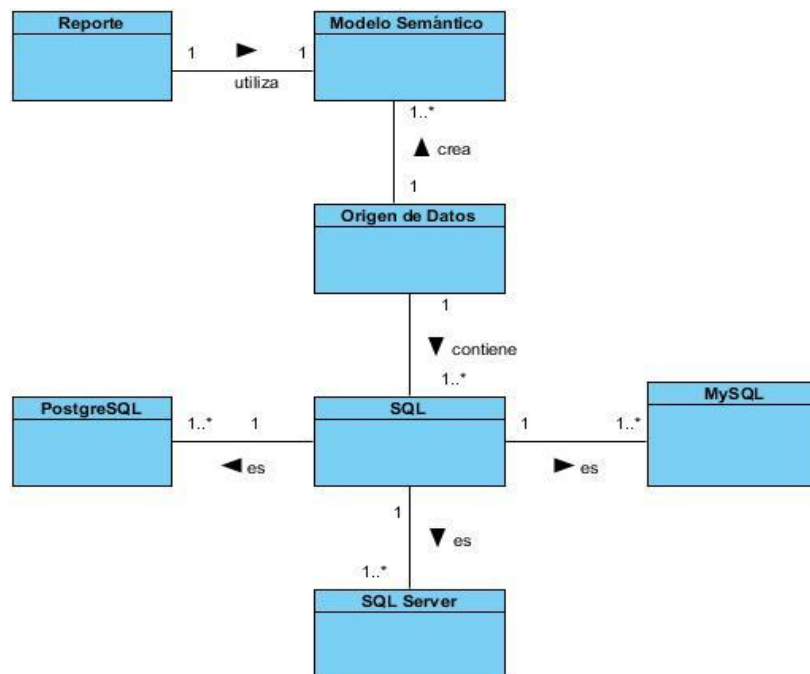 Reporte
Modelo Semántico
1
1
utiliza
1..*
crea
1
Origen de Datos
1
contiene
1..*
PostgreSQL
SQL
MySQL
1..*
1
1
1..*
es
es
1
es
1..*
SQL Server